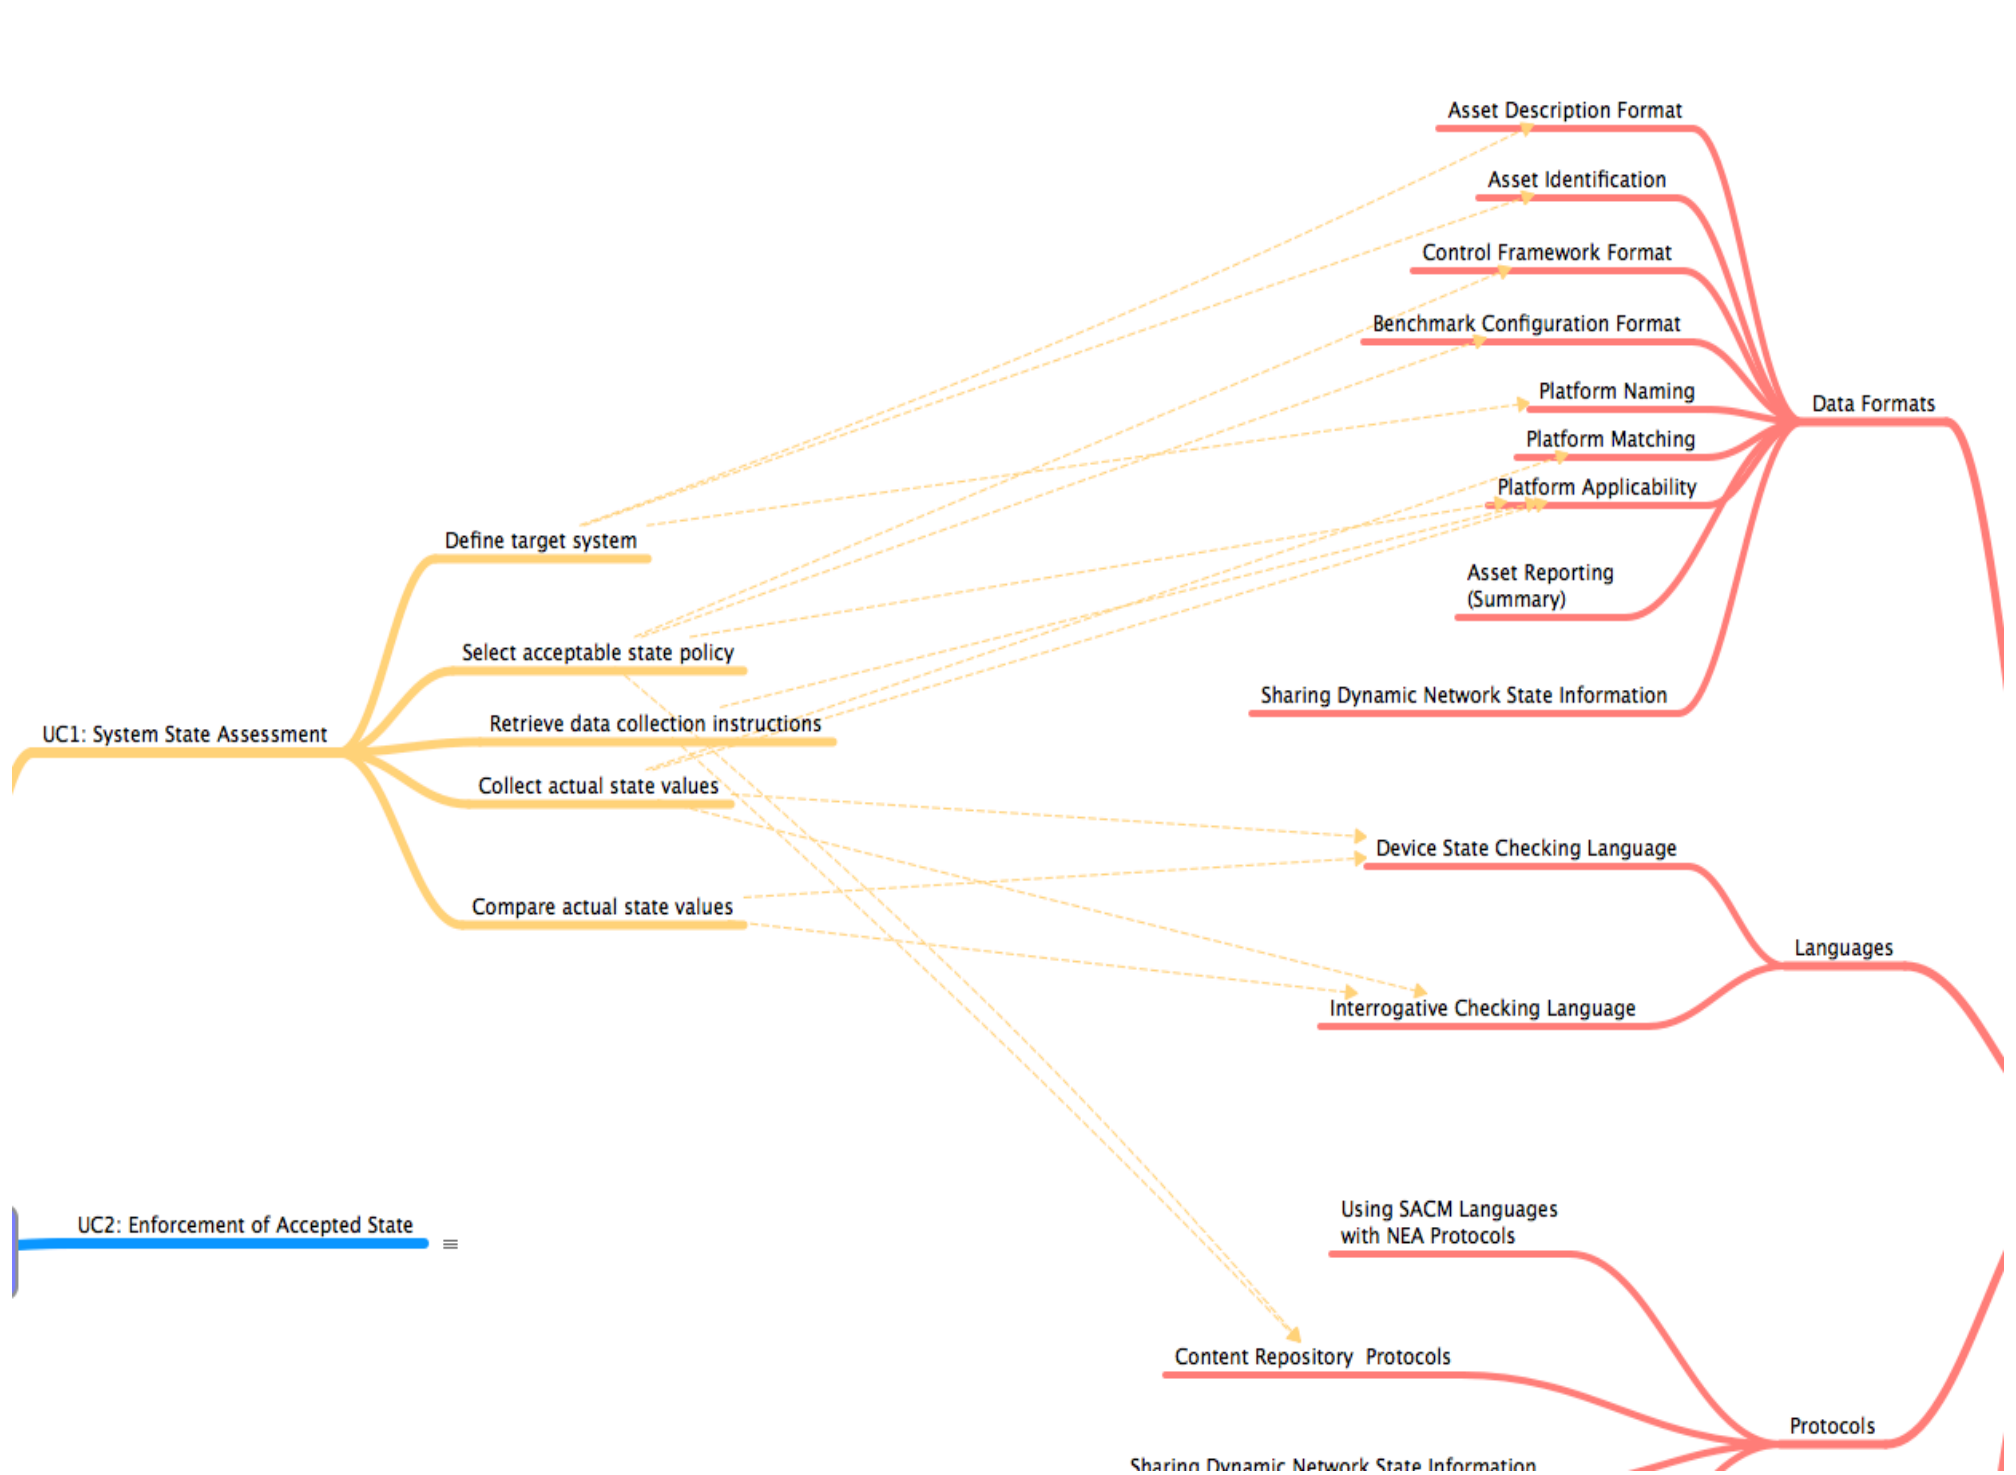 Asset Description Format
Asset Identification
Control Framework Format
Benchmark Configuration Format
Platform Naming
Data Formats
Platform Matching
Platform Applicability
Define target system
Asset Reporting
(Summary)
Select acceptable state policy
Sharing Dynamic Network State Information
Retrieve data collection instructions
UC1: System State Assessment
Collect actual state values
Device State Checking Language
Compare actual state values
Languages
Interrogative Checking Language
Using SACM Languages
with NEA Protocols
UC2: Enforcement of Accepted State
Content Repository  Protocols
Protocols
Sharing Dynamic Network State Information